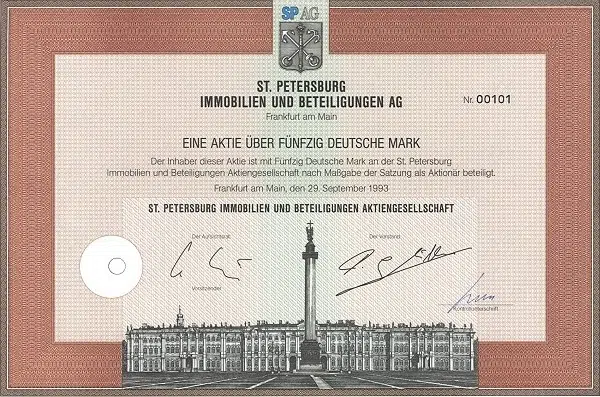 SPAG
ST. PETERSBURG
IMMOBILIEN UND BETEILIGUNGEN AG
Nr. 00101
Frankfurt am Main
EINE AKTIE ÜBER FÜNFZIG DEUTSCHE MARK
Der Inhaber dieser Aktie ist mit Fünfzig Deutsche Mark an der St. Petersburg
Immobilien und Beteiligungen Aktiengesellschaft nach Maßgabe der Satzung als Aktionär beteiligt.
Frankfurt am Main, den 29. September 1993
ST. PETERSBURG IMMOBILIEN UND BETEILIGUNGEN AKTIENGESELLSCHAFT
Der Aufsichtsrat
Der Vorstand
Vorsitzender
Kontrollunterschrift